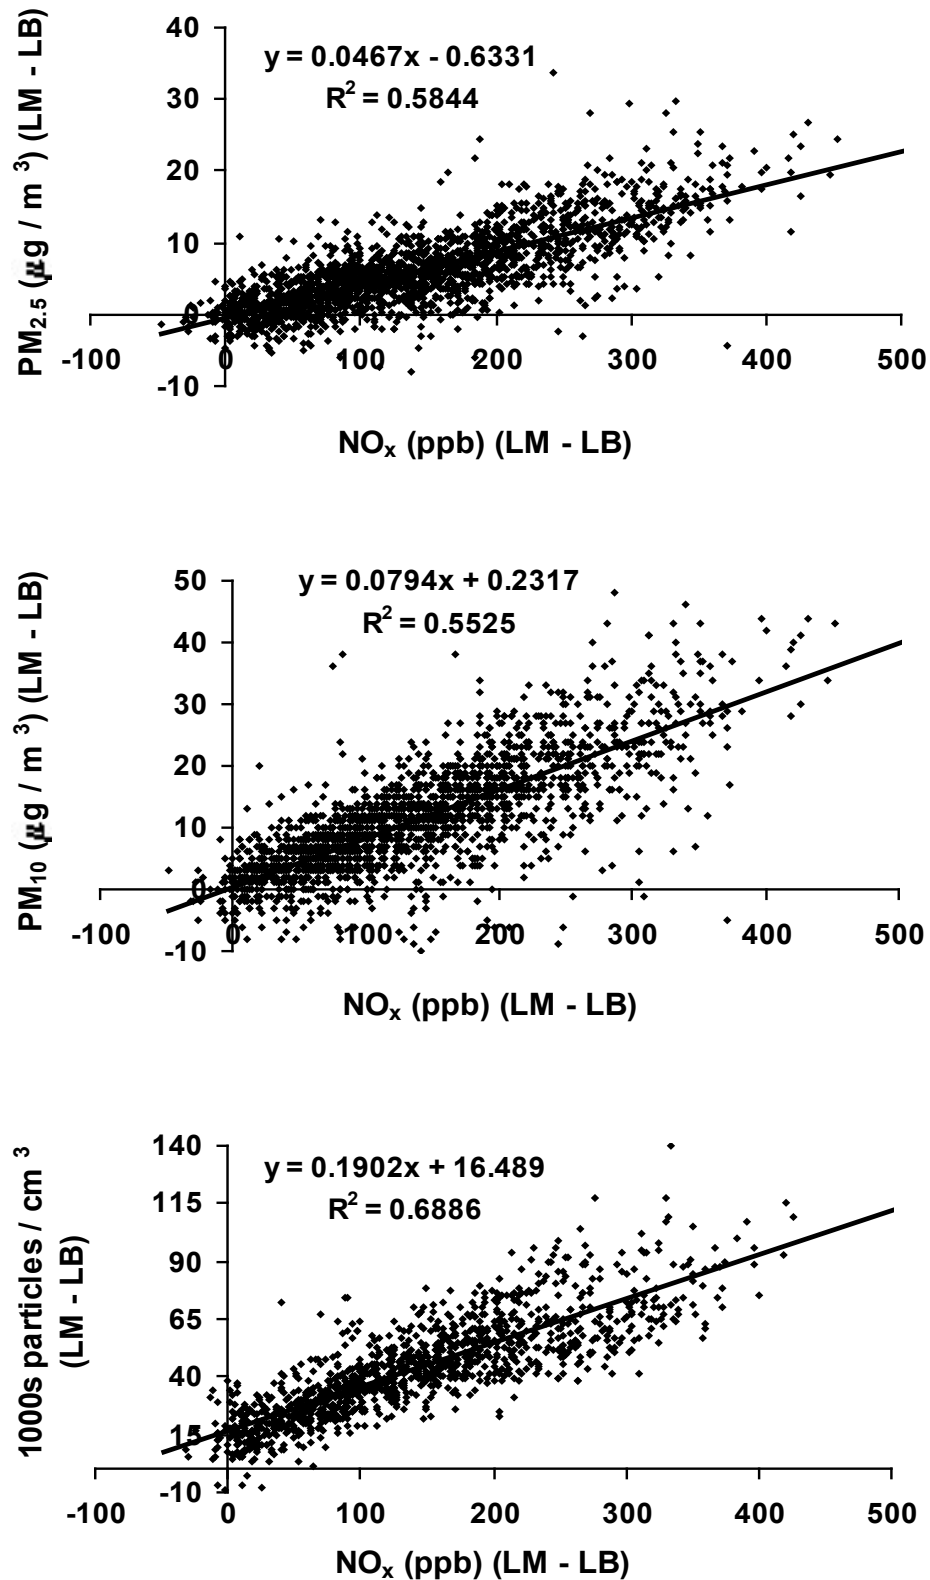 40
30
20
10
0
-10
-100 0 100 200 300 400 500
y = 0.0467x - 0.6331
R² = 0.5844
PM₂.₅ (µg / m ³) (LM - LB)
NOₓ (ppb) (LM - LB)
50
40
30
20
10
0
-10
-100 0 100 200 300 400 500
y = 0.0794x + 0.2317
R² = 0.5525
PM₁₀ (µg / m ³) (LM - LB)
NOₓ (ppb) (LM - LB)
140
115
90
65
40
15
-10
-100 0 100 200 300 400 500
y = 0.1902x + 16.489
R² = 0.6886
1000s particles / cm ³
(LM - LB)
NOₓ (ppb) (LM - LB)